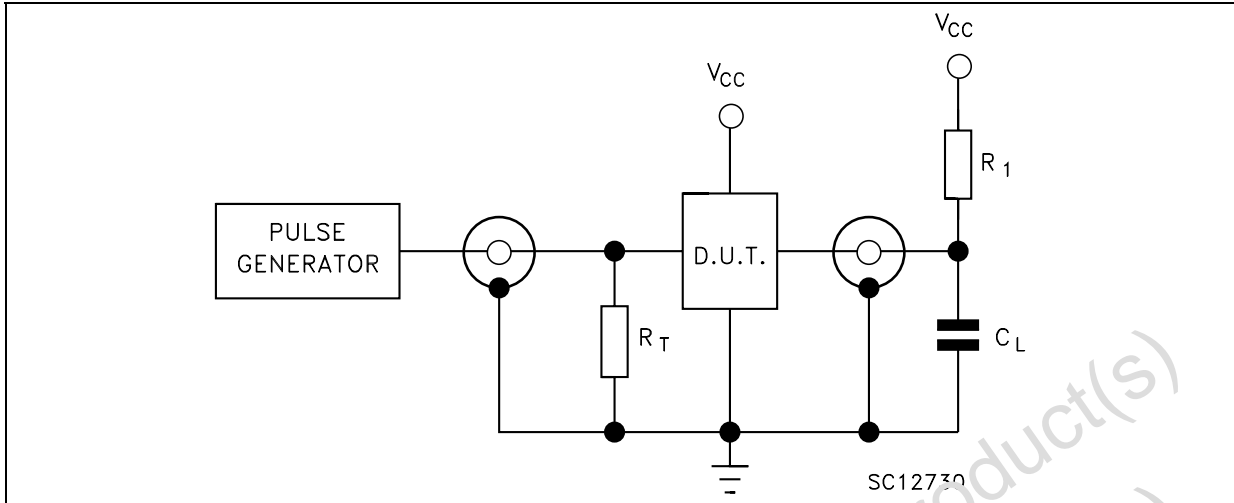 VCC
VCC
R1
PULSE
GENERATOR
D.U.T.
RT
CL
SC12730